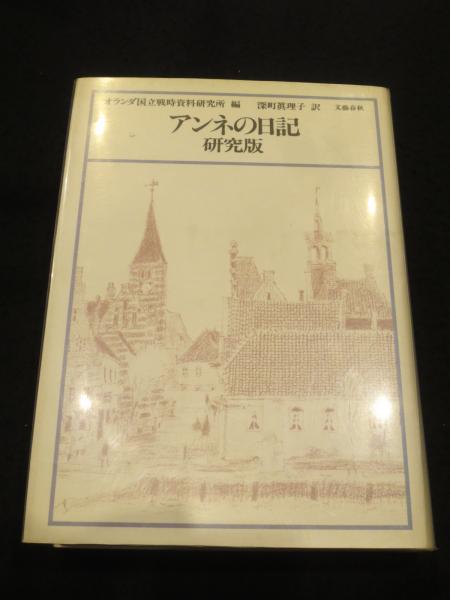 オランダ国立戦時資料研究所 編 深町眞理子 訳 文藝春秋
アンネの日記
研究版